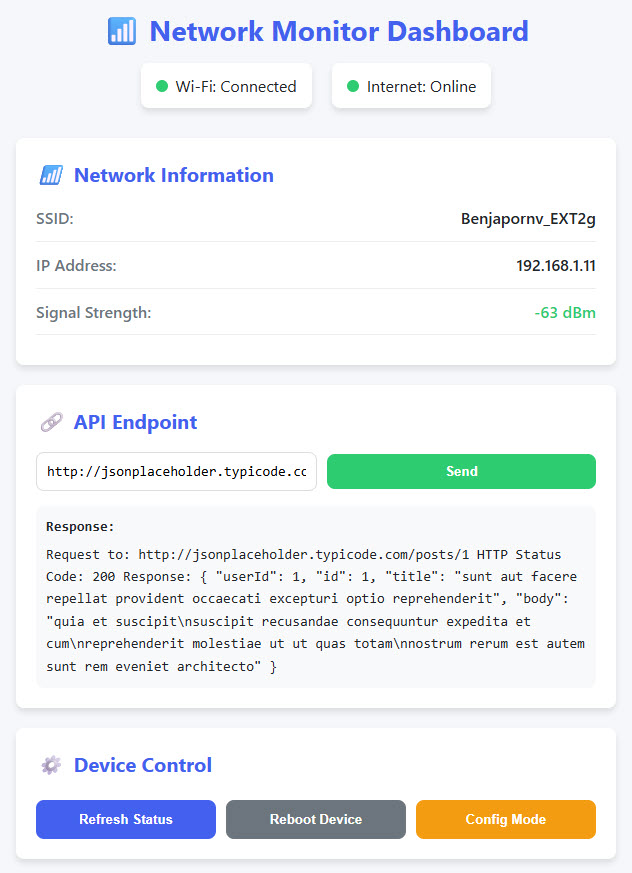 Network Monitor Dashboard
Wi-Fi: Connected
Internet: Online
Network Information
SSID: Benjapornv_EXT2g
IP Address: 192.168.1.11
Signal Strength: -63 dBm
API Endpoint
http://jsonplaceholder.typicode.cc Send
Response:
Request to: http://jsonplaceholder.typicode.com/posts/1 HTTP Status
Code: 200 Response: { "userId": 1, "id": 1, "title": "sunt aut facere
repellat provident occaecati excepturi optio reprehenderit", "body":
"quia et suscipit\nsuscipit recusandae consequuntur expedita et
cum\nreprehenderit molestiae ut ut quas totam\nnostrum rerum est autem
sunt rem eveniet architecto" }
Device Control
Refresh Status
Reboot Device
Config Mode